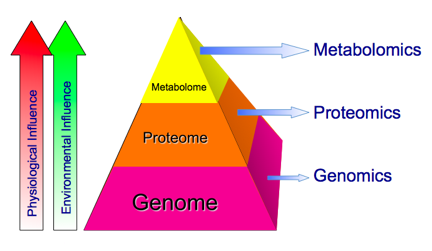 Physiological Influence
Environmental Influence
Metabolome
Proteome
Genome
Metabolomics
Proteomics
Genomics